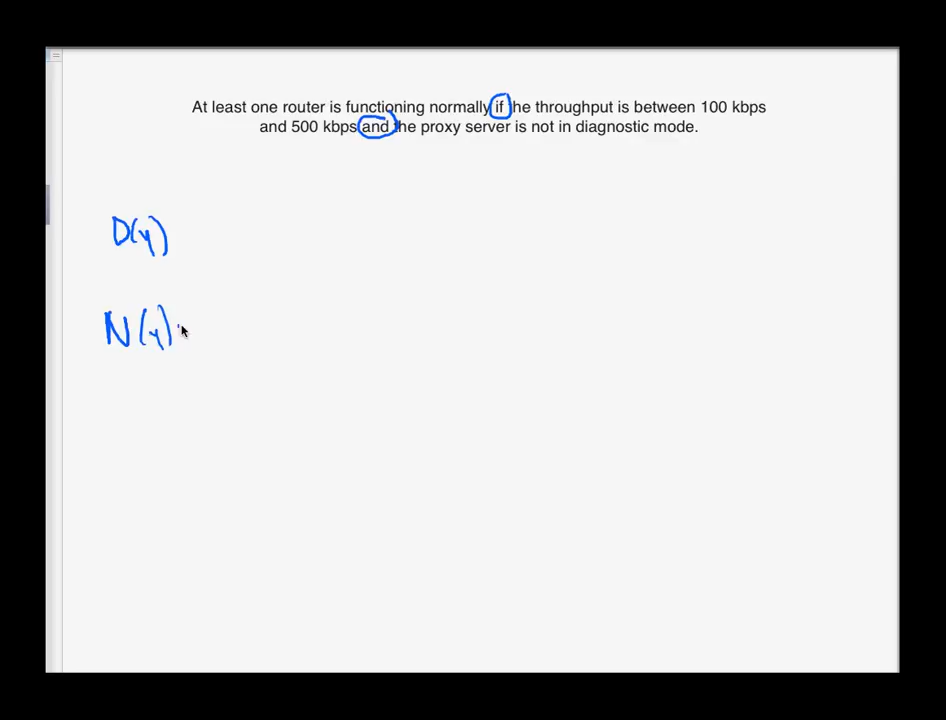 At least one router is functioning normally if the throughput is between 100 kbps
and 500 kbps and the proxy server is not in diagnostic mode.
D(y)
N(y)